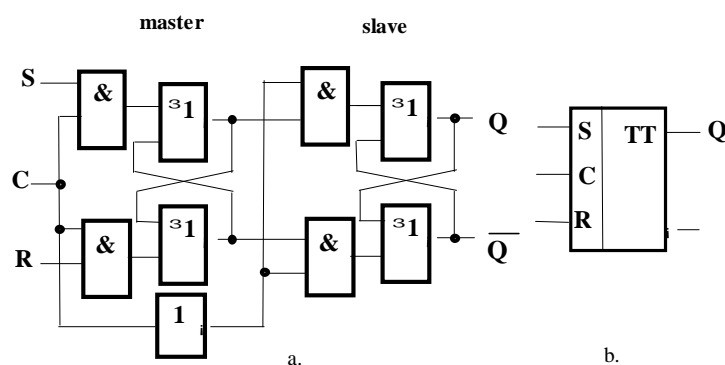 master slave
S & ³1 & ³1 Q
S TT Q
C C
& ³1 & ³1 Q
R R
1
a. b.